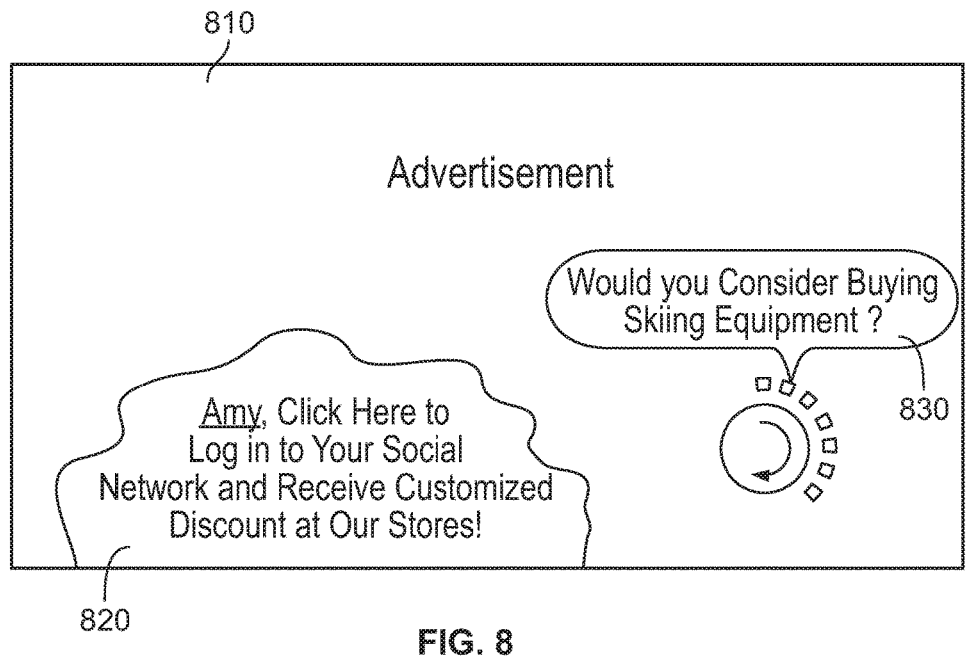 810
Advertisement
Would you Consider Buying
Skiing Equipment ?
830
Amy, Click Here to
Log in to Your Social
Network and Receive Customized
Discount at Our Stores!
820
FIG. 8